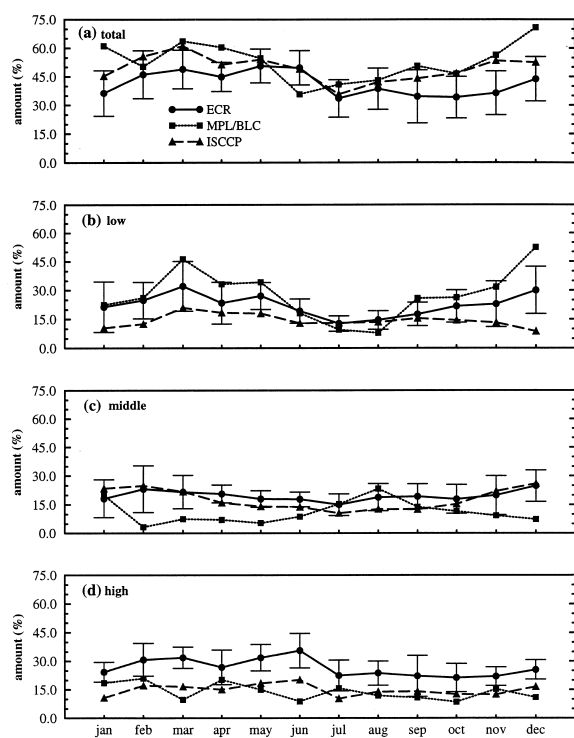 (a) total
75.0
60.0
45.0
30.0
15.0
0.0
amount (%)
ECR
MPL/BLC
ISCCP
(b) low
75.0
60.0
45.0
30.0
15.0
0.0
amount (%)
(c) middle
75.0
60.0
45.0
30.0
15.0
0.0
amount (%)
(d) high
75.0
60.0
45.0
30.0
15.0
0.0
amount (%)
jan feb mar apr may jun jul aug sep oct nov dec